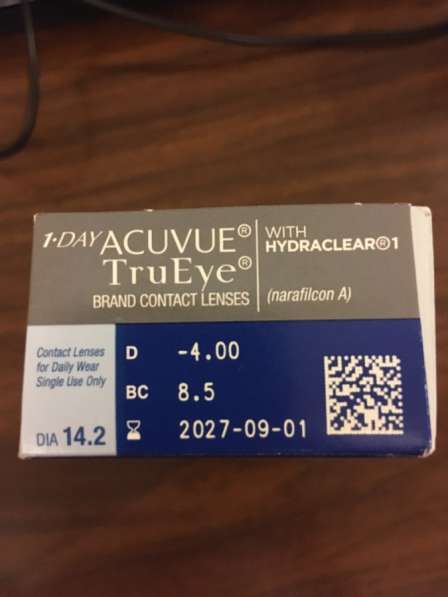 1·DAY ACUVUE®
TruEye®
BRAND CONTACT LENSES
WITH
HYDRACLEAR®1
(narafilcon A)
Contact Lenses
for Daily Wear
Single Use Only
DIA 14.2
D -4.00
BC 8.5
2027-09-01